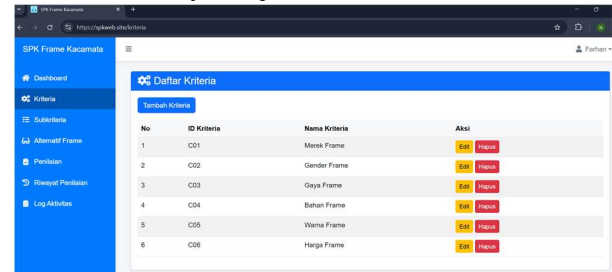 SPK Frame Kacamata
https://spkweb.site/kriteria
SPK Frame Kacamata
Farhan
Dashboard
Kriteria
Subkriteria
Alternatif Frame
Penilaian
Riwayat Penilaian
Log Aktivitas
Daftar Kriteria
Tambah Kriteria
No ID Kriteria Nama Kriteria Aksi
1 C01 Merek Frame Edit Hapus
2 C02 Gender Frame Edit Hapus
3 C03 Gaya Frame Edit Hapus
4 C04 Bahan Frame Edit Hapus
5 C05 Warna Frame Edit Hapus
6 C06 Harga Frame Edit Hapus